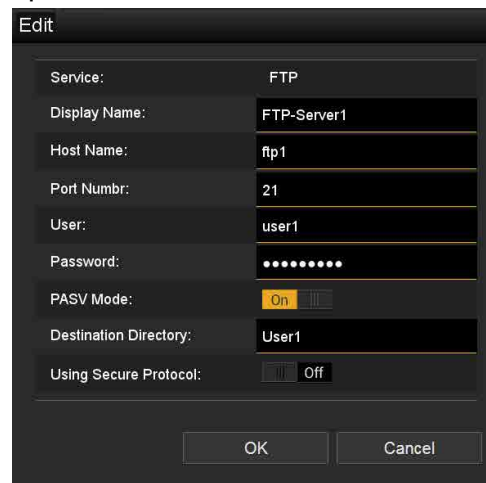 Edit
Service: FTP
Display Name: FTP-Server1
Host Name: ftp1
Port Numbr: 21
User: user1
Password: ●●●●●●●●●
PASV Mode: On
Destination Directory: User1
Using Secure Protocol: Off
OK Cancel